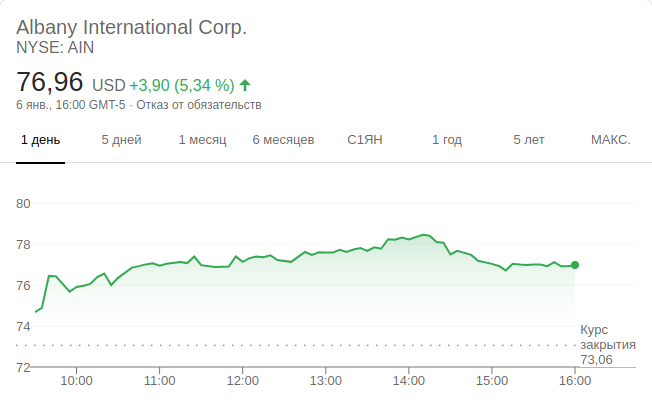 Albany International Corp.
NYSE: AIN
76,96 USD +3,90 (5,34 %)
6 янв., 16:00 GMT-5 · Отказ от обязательств
1 день 5 дней 1 месяц 6 месяцев С1ЯН 1 год 5 лет МАКС.
80
78
76
74
Курс
закрытия
73,06
72
10:00 11:00 12:00 13:00 14:00 15:00 16:00